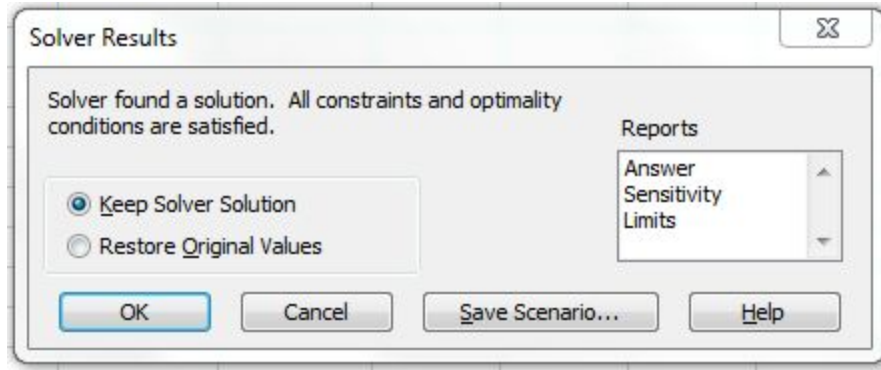 Solver Results
Solver found a solution.  All constraints and optimality
conditions are satisfied.
Reports
Answer
Sensitivity
Limits
Keep Solver Solution
Restore Original Values
OK
Cancel
Save Scenario...
Help